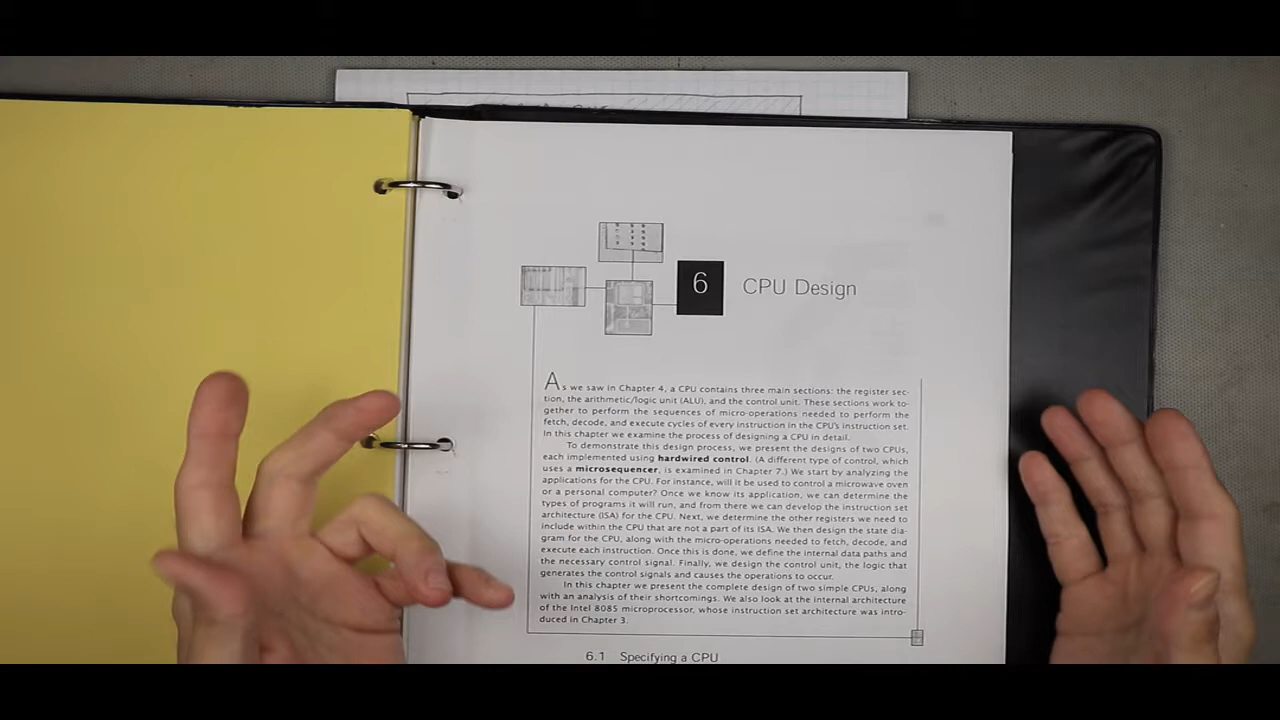 6 CPU Design
As we saw in Chapter 4, a CPU contains three main sections: the register sec-
tion, the arithmetic/logic unit (ALU), and the control unit. These sections work to-
gether to perform the sequences of micro-operations needed to perform the
fetch, decode, and execute cycles of every instruction in the CPU's instruction set.
In this chapter we examine the process of designing a CPU in detail.
To demonstrate this design process, we present the designs of two CPUs,
each implemented using hardwired control. (A different type of control, which
uses a microsequencer, is examined in Chapter 7.) We start by analyzing the
applications for the CPU. For instance, will it be used to control a microwave oven
or a personal computer? Once we know its application, we can determine the
types of programs it will run, and from there we can develop the instruction set
architecture (ISA) for the CPU. Next, we determine the other registers we need to
include within the CPU that are not a part of its ISA. We then design the state dia-
gram for the CPU, along with the micro-operations needed to fetch, decode, and
execute each instruction. Once this is done, we define the internal data paths and
the necessary control signal. Finally, we design the control unit, the logic that
generates the control signals and causes the operations to occur.
In this chapter we present the complete design of two simple CPUs, along
with an analysis of their shortcomings. We also look at the internal architecture
of the Intel 8085 microprocessor, whose instruction set architecture was intro-
duced in Chapter 3.
6.1 Specifying a CPU